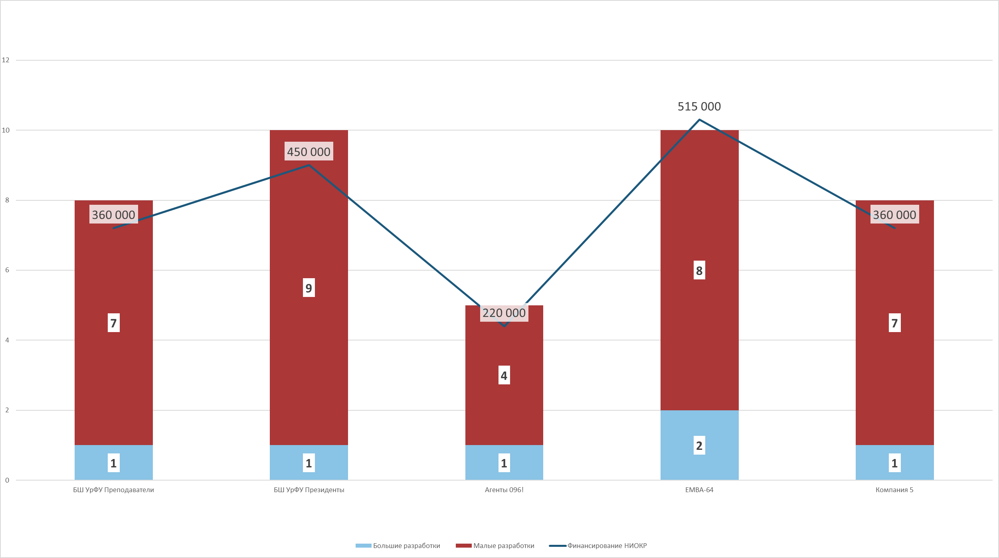 12
10
8
6
4
2
0
515 000
450 000
360 000
360 000
220 000
7
9
4
8
7
1
1
1
2
1
БШ УрФУ Преподаватели
БШ УрФУ Президенты
Агенты 096!
EMBA-64
Компания 5
Большие разработки
Малые разработки
Финансирование НИОКР